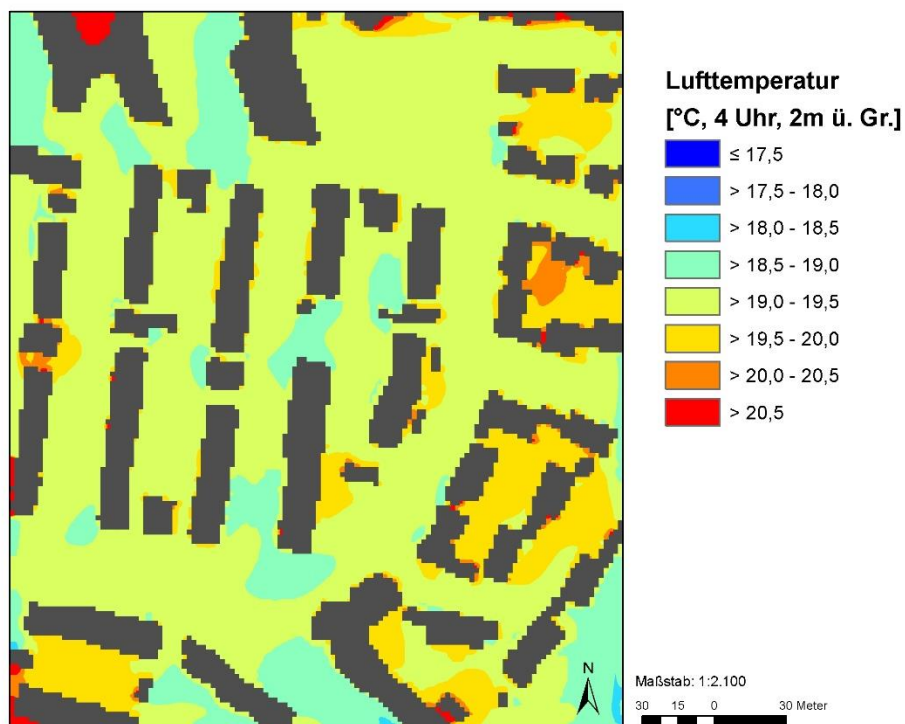 Lufttemperatur
[°C, 4 Uhr, 2m ü. Gr.]
≤ 17,5
> 17,5 - 18,0
> 18,0 - 18,5
> 18,5 - 19,0
> 19,0 - 19,5
> 19,5 - 20,0
> 20,0 - 20,5
> 20,5
N
Maßstab: 1:2.100
30 15 0 30 Meter